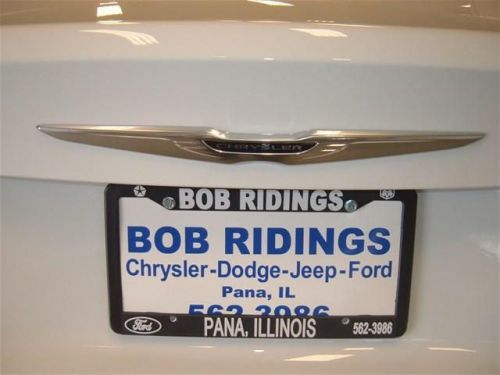 CHRYSLER
BOB RIDINGS
BOB RIDINGS
Chrysler-Dodge-Jeep-Ford
Pana, IL
562-3986
Ford PANA, ILLINOIS 562-3986